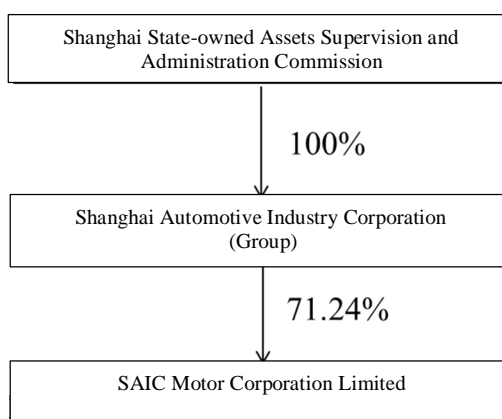 Shanghai State-owned Assets Supervision and
Administration Commission
100%
Shanghai Automotive Industry Corporation
(Group)
71.24%
SAIC Motor Corporation Limited